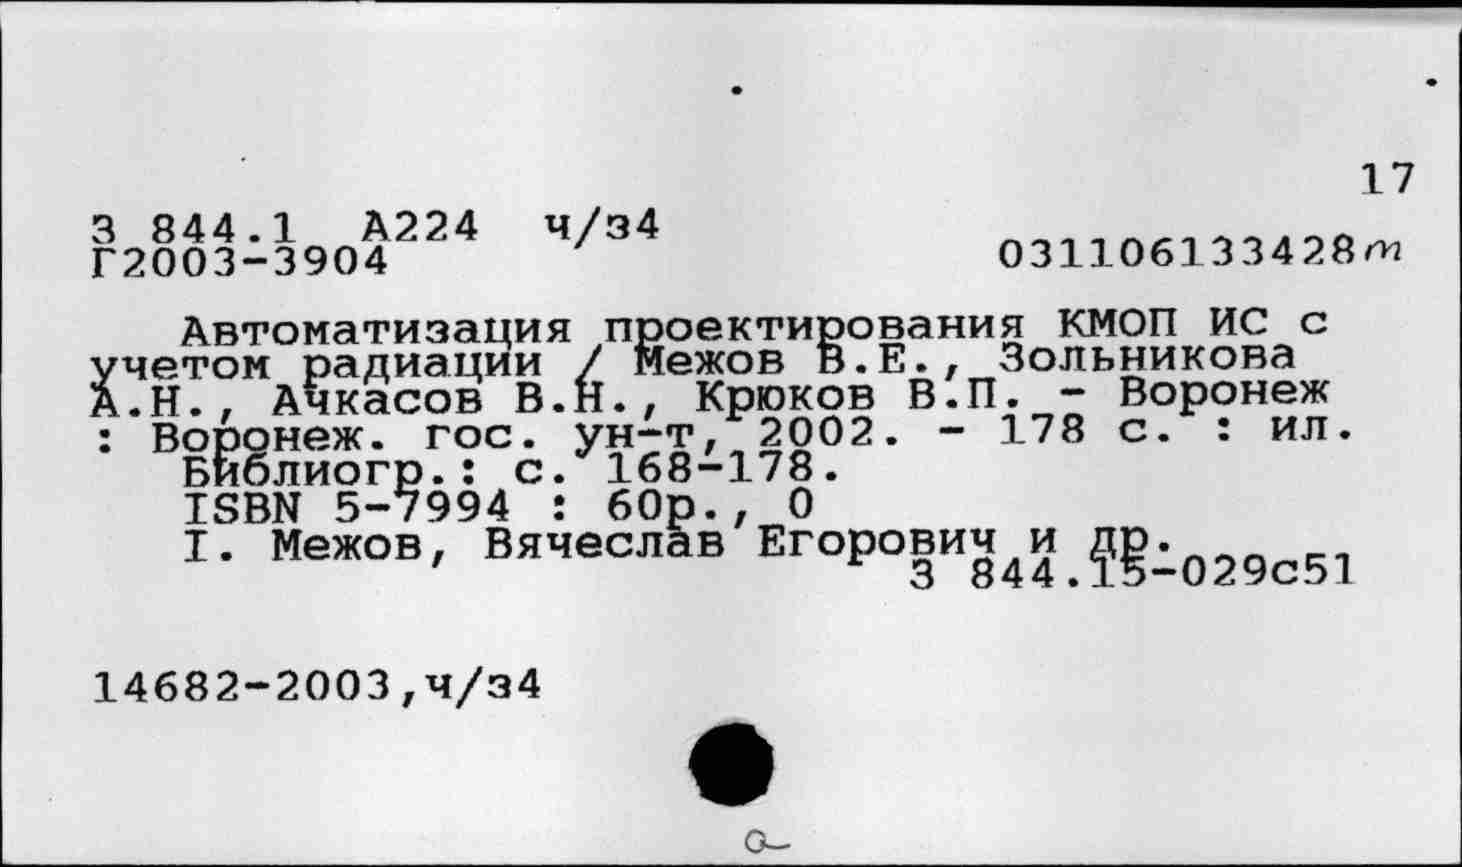 17
З 844.1 А224 ч/з4
Г2003-3904
031106133428m
Автоматизация проектирования КМОП ИС с
учетом радиации / Межов В.Е., Зольникова
А.Н., Ачкасов В.Н., Крюков В.П. - Воронеж
: Воронеж. гос. ун-т, 2002. - 178 с. : ил.
Библиогр.: с. 168-178.
ISBN 5-7994 : 60р., 0
I. Межов, Вячеслав Егорович и др.
З 844.15-029с51
14682-2003,ч/з4